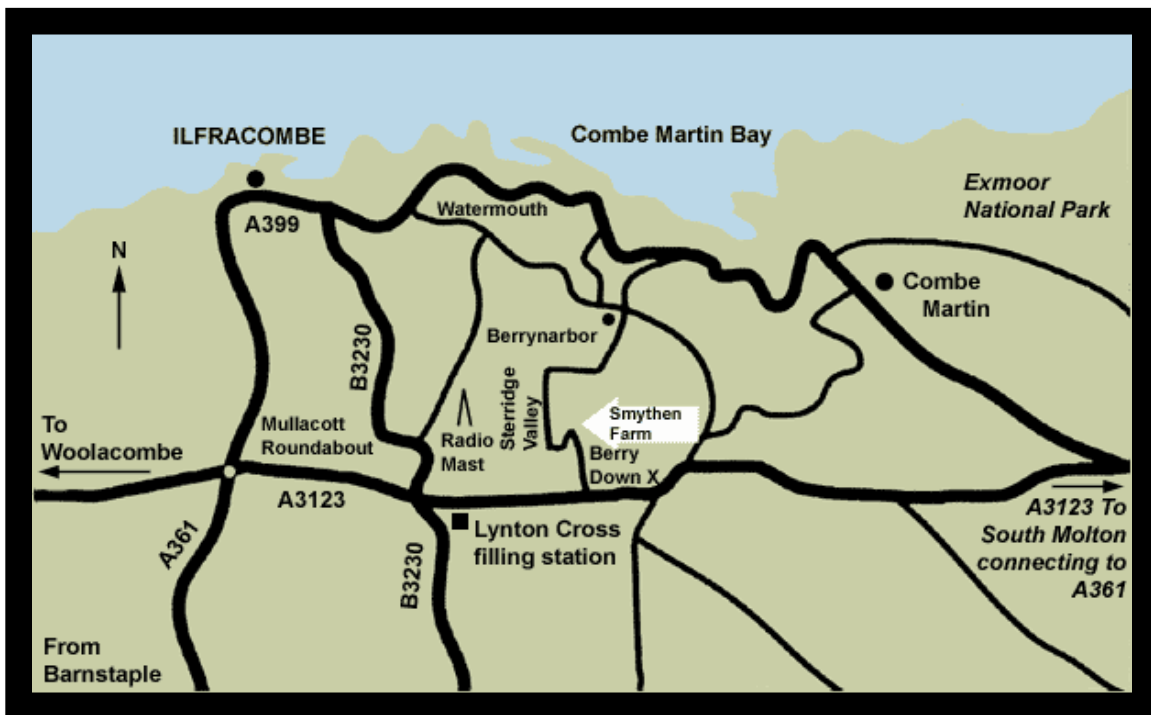 ILFRACOMBE
Combe Martin Bay
Exmoor
National Park
A399
Watermouth
N
Combe
Martin
B3230
Berrynarbor
Sterridge
Valley
Smythen
Farm
To
Woolacombe
Mullacott
Roundabout
Radio
Mast
Berry
Down X
A3123
A361
Lynton Cross
filling station
B3230
A3123 To
South Molton
connecting to
A361
From
Barnstaple